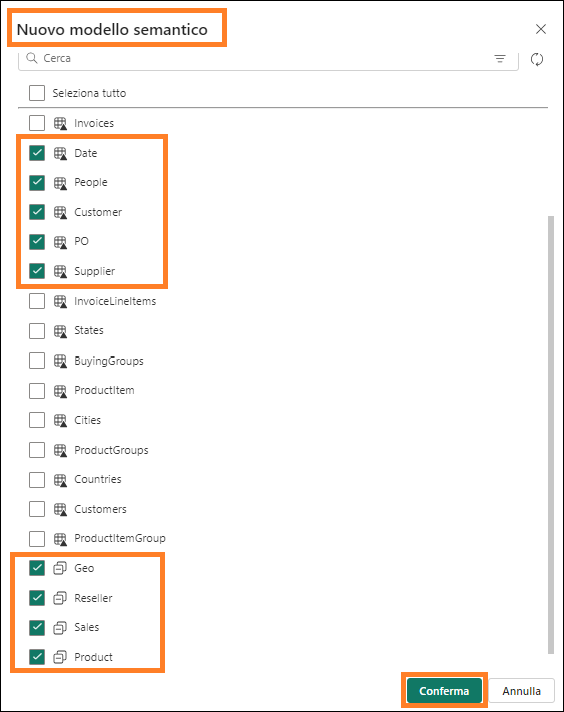 Nuovo modello semantico
Cerca
Seleziona tutto
Invoices
Date
People
Customer
PO
Supplier
InvoiceLineItems
States
BuyingGroups
ProductItem
Cities
ProductGroups
Countries
Customers
ProductItemGroup
Geo
Reseller
Sales
Product
Conferma Annulla